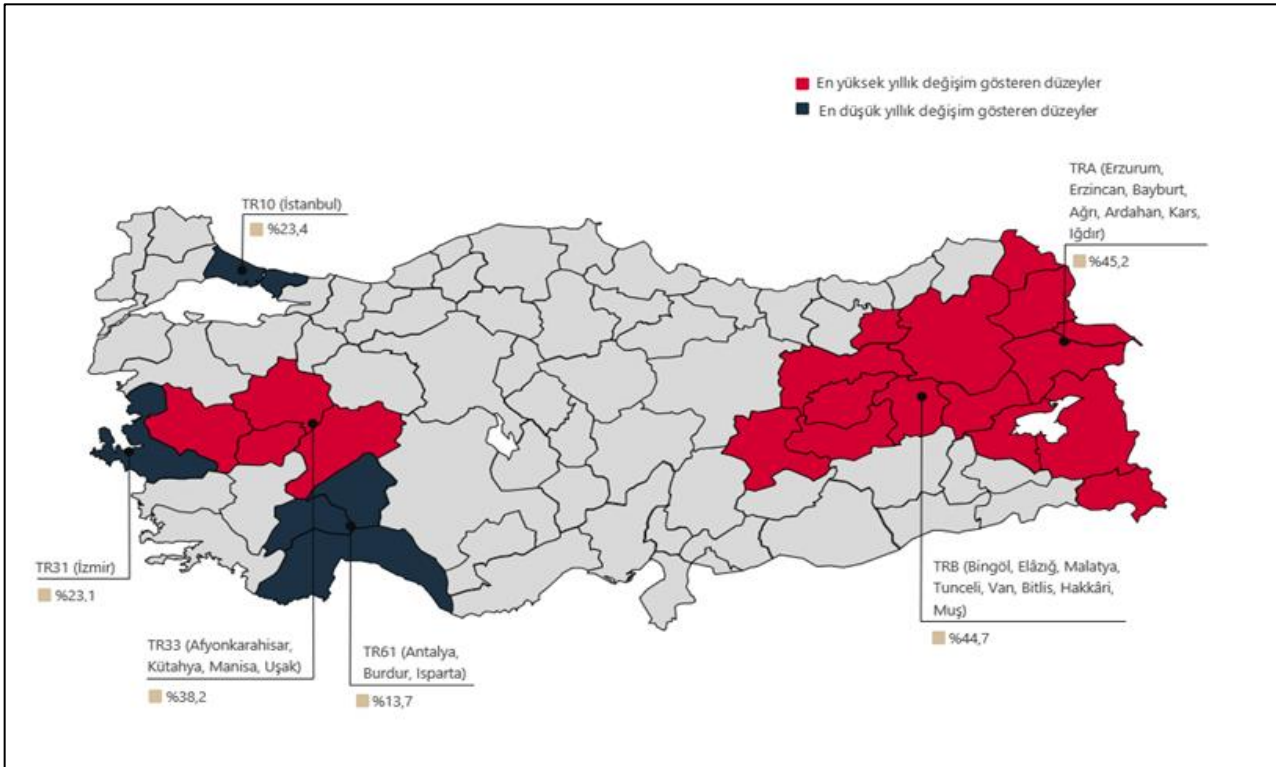 En yüksek yıllık değişim gösteren düzeyler
En düşük yıllık değişim gösteren düzeyler
TRA (Erzurum,
Erzincan, Bayburt,
Ağrı, Ardahan, Kars,
Iğdır)
%45,2
TR10 (İstanbul)
%23,4
TR31 (İzmir)
%23,1
TR33 (Afyonkarahisar,
Kütahya, Manisa, Uşak)
%38,2
TR61 (Antalya,
Burdur, Isparta)
%13,7
TRB (Bingöl, Elâzığ, Malatya,
Tunceli, Van, Bitlis, Hakkâri,
Muş)
%44,7